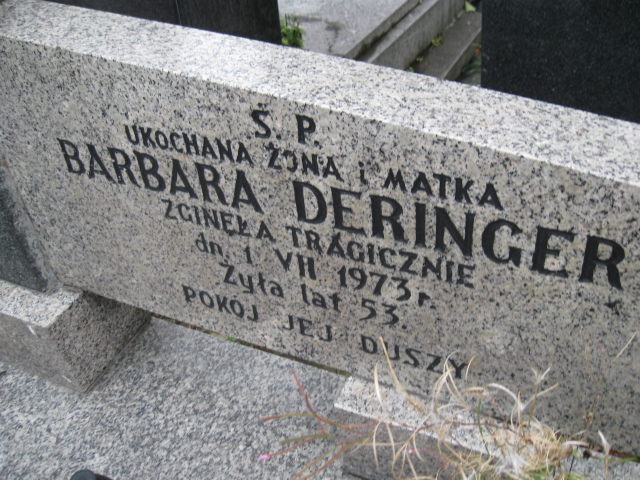 Ś. P.
UKOCHANA ŻONA i MATKA
BARBARA DERINGER
ZGINĘŁA TRAGICZNIE
dn. 1 VII 1973 r.
Żyła lat 53.
POKÓJ JEJ DUSZY